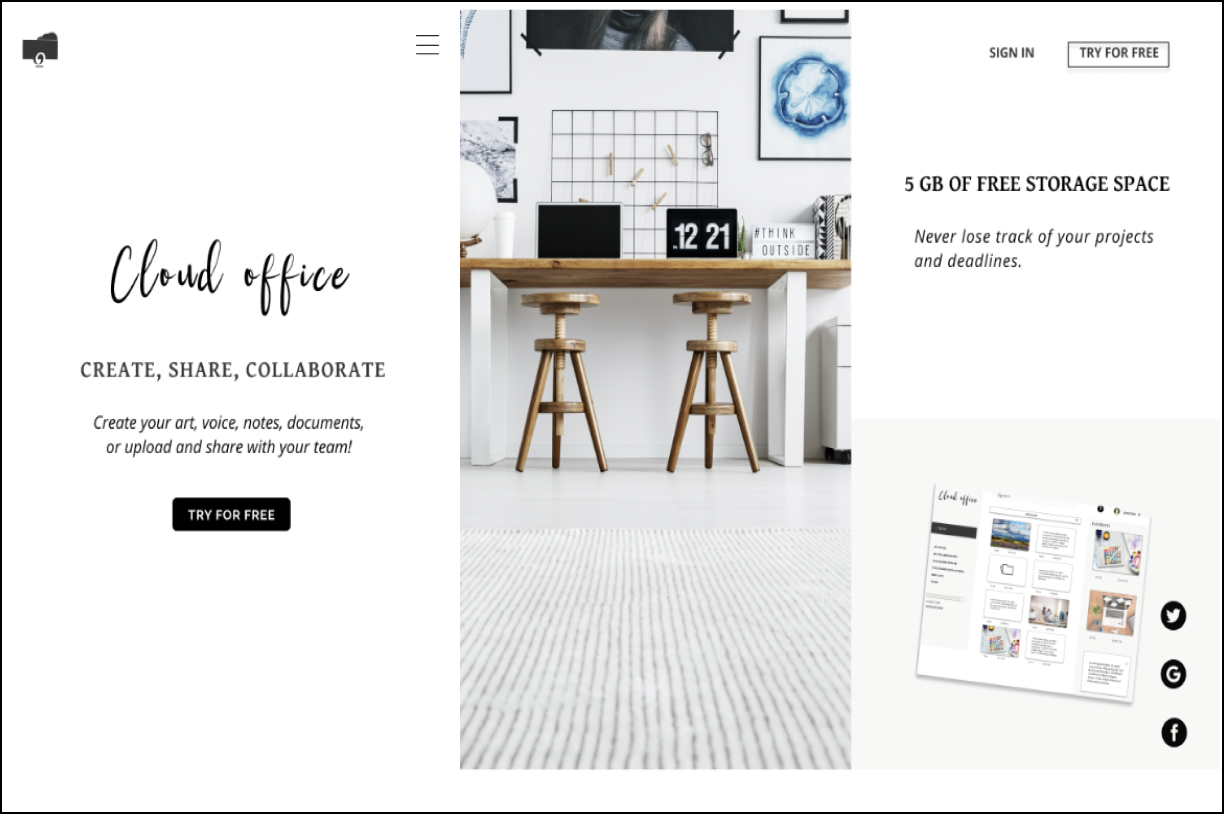 Cloud office
CREATE, SHARE, COLLABORATE
Create your art, voice, notes, documents,
or upload and share with your team!
TRY FOR FREE
12 21
#THINK
OUTSIDE
SIGN IN
TRY FOR FREE
5 GB OF FREE STORAGE SPACE
Never lose track of your projects
and deadlines.
Cloud office